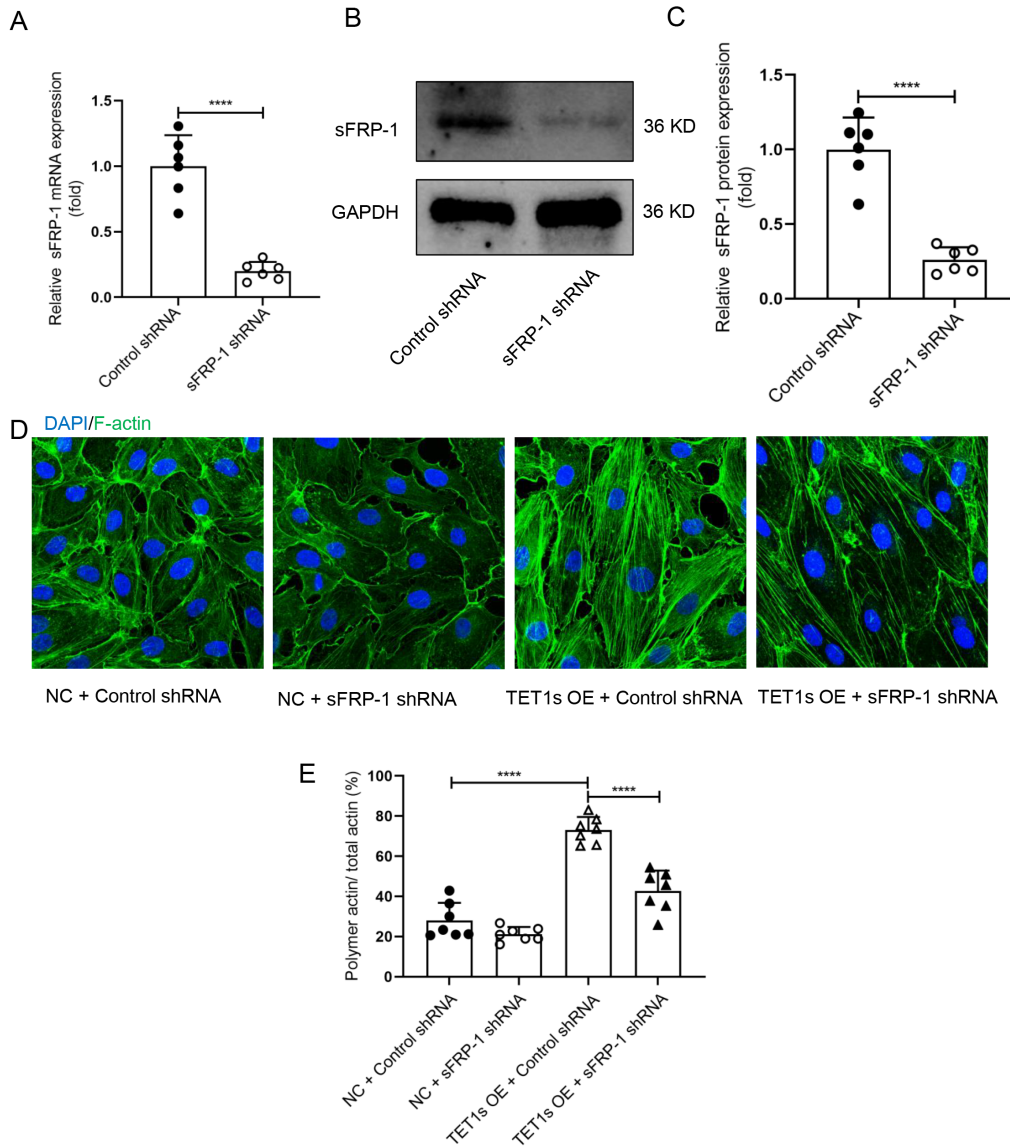 A
Relative sFRP-1 mRNA expression
(fold)
1.5
1.0
0.5
0.0
****
Control shRNA
sFRP-1 shRNA
B
sFRP-1
36 KD
GAPDH
36 KD
Control shRNA
sFRP-1 shRNA
C
Relative sFRP-1 protein expression
(fold)
1.5
1.0
0.5
0.0
****
Control shRNA
sFRP-1 shRNA
D
DAPI/F-actin
NC + Control shRNA
NC + sFRP-1 shRNA
TET1s OE + Control shRNA
TET1s OE + sFRP-1 shRNA
E
Polymer actin/ total actin (%)
100
80
60
40
20
0
****
****
NC + Control shRNA
NC + sFRP-1 shRNA
TET1s OE + Control shRNA
TET1s OE + sFRP-1 shRNA